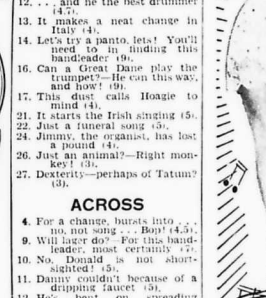 12. . . . and he the best drummer
(4,7).
13. It makes a neat change in
Italy (4).
14. Let's try a panto, lets! You'll
need to in finding this
bandleader (9).
16. Can a Great Dane play the
trumpet?—He can this way,
and how! (9).
17. This dust calls Hoagie to
mind (4).
21. It starts the Irish singing (5).
22. Just a funeral song (5).
24. Jimmy, the organist, has lost
a pound (4).
26. Just an animal?—Right mon-
key! (3).
27. Dexterity—perhaps of Tatum?
(3).
ACROSS
4. For a change, bursts into . . .
no, not song . . . Bop! (4,5).
9. Will lager do?—For this band-
leader, most certainly (7).
10. No, Donald is not short-
sighted! (5).
11. Danny couldn't because of a
dripping faucet (5).
12. He's bent on spreading